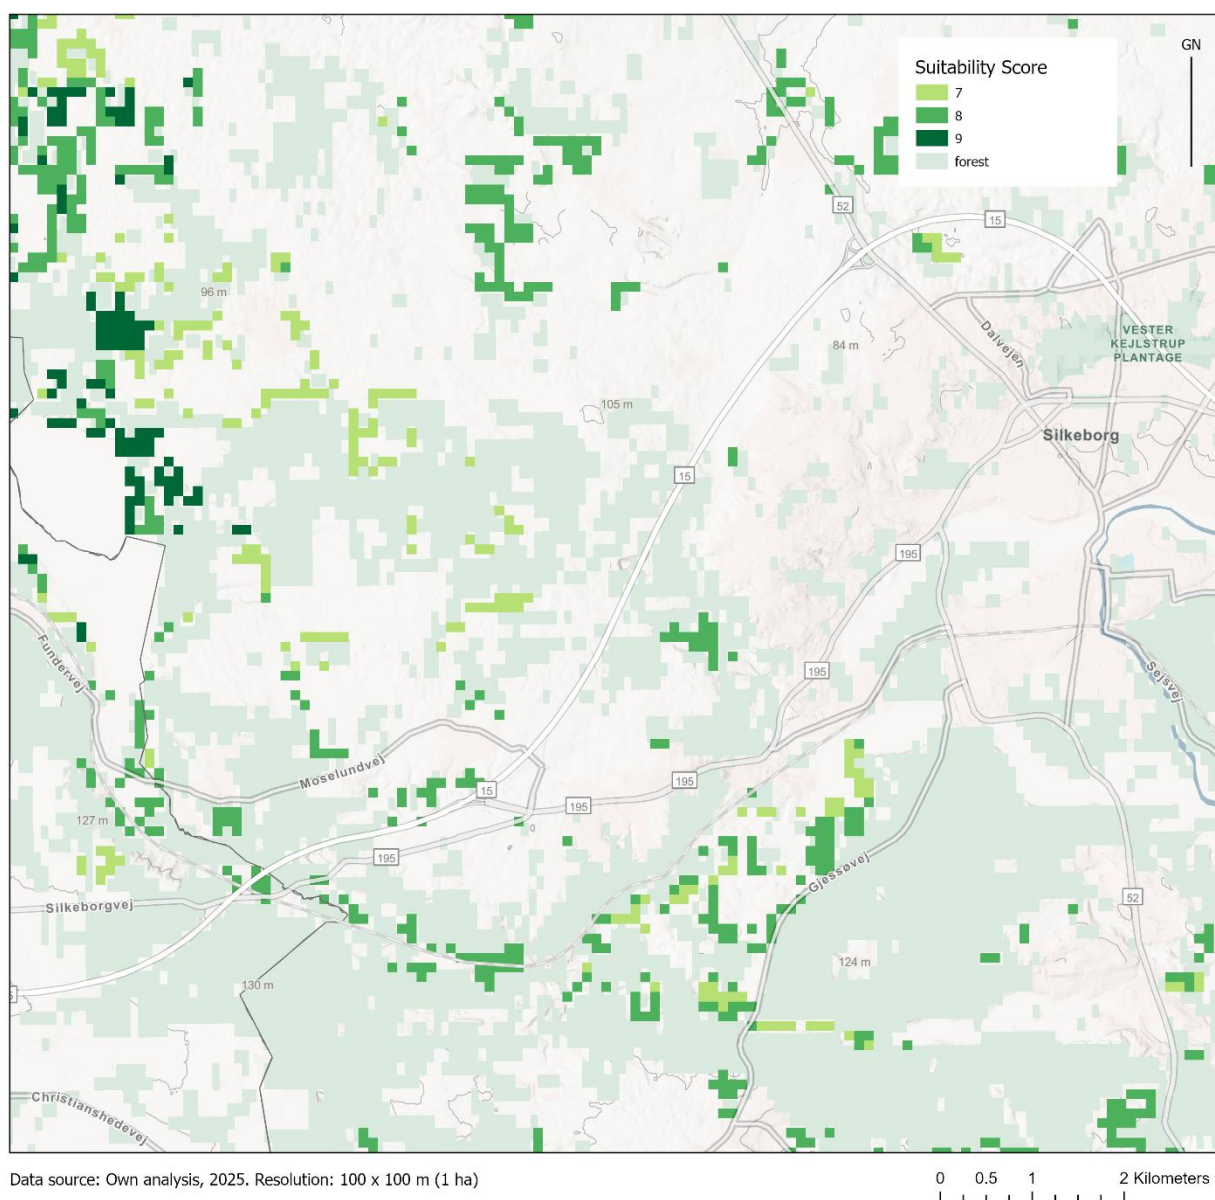 GN
Suitability Score
7
8
9
forest
52
15
96 m
Dalvejen
VESTER
KEJLSTRUP
PLANTAGE
84 m
105 m
Silkeborg
15
195
Fundervej
195
Sejsvej
Moselundvej
15
195
195
127 m
195
Gjessøvej
Silkeborgvej
52
124 m
130 m
Christianshedevej
Data source: Own analysis, 2025. Resolution: 100 x 100 m (1 ha)
0 0.5 1 2 Kilometers